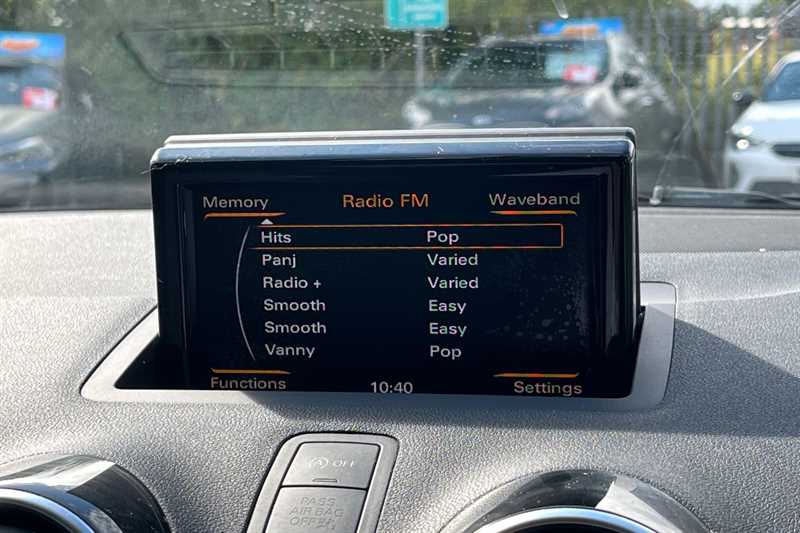 Memory Radio FM Waveband
Hits Pop
Panj Varied
Radio + Varied
Smooth Easy
Smooth Easy
Vanny Pop
Functions 10:40 Settings
OFF
PASS
AIR BAG
OFF